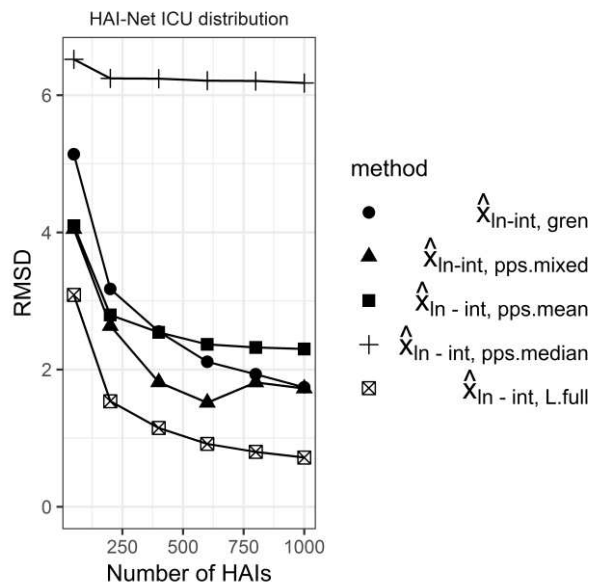 HAI-Net ICU distribution
RMSD
6
4
2
0
250 500 750 1000
Number of HAIs
method
x̂ln-int, gren
x̂ln-int, pps.mixed
x̂ln - int, pps.mean
x̂ln - int, pps.median
x̂ln - int, L.full